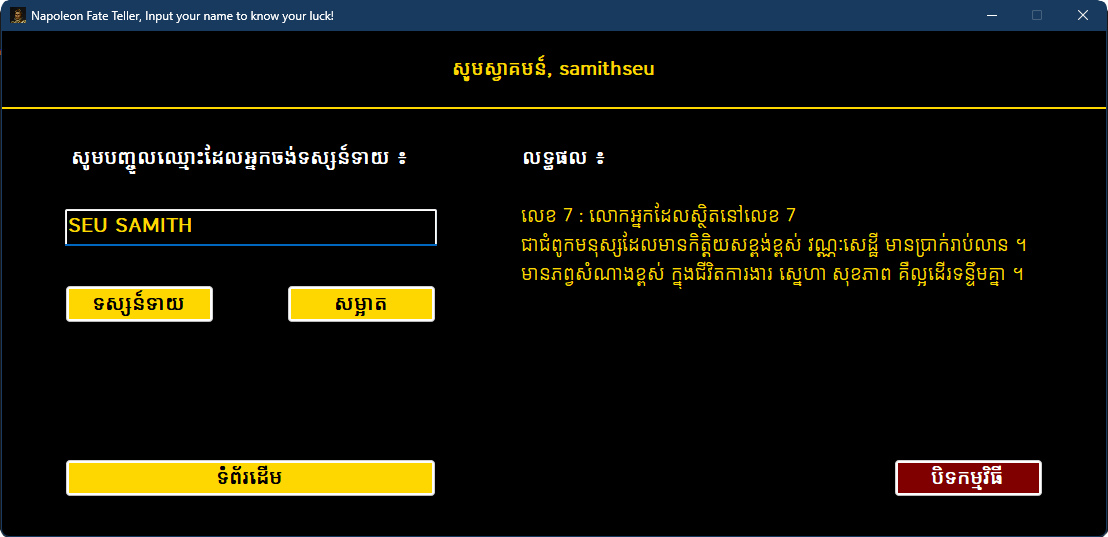 Napoleon Fate Teller, Input your name to know your luck!
សូមស្វាគមន៍, samithseu
សូមបញ្ចូលឈ្មោះដែលអ្នកចង់ទស្សន៍ទាយ ៖
SEU SAMITH
ទស្សន៍ទាយ
សម្អាត
លទ្ធផល ៖
លេខ 7 : លោកអ្នកដែលស្ថិតនៅលេខ 7
ជាជំពូកមនុស្សដែលមានកិត្តិយសខ្ពង់ខ្ពស់ វណ្ណៈសេដ្ឋី មានប្រាក់រាប់លាន ។
មានភព្វសំណាងខ្ពស់ ក្នុងជីវិតការងារ ស្នេហា សុខភាព គឺល្អដើរទន្ទឹមគ្នា ។
ទំព័រដើម
បិទកម្មវិធី